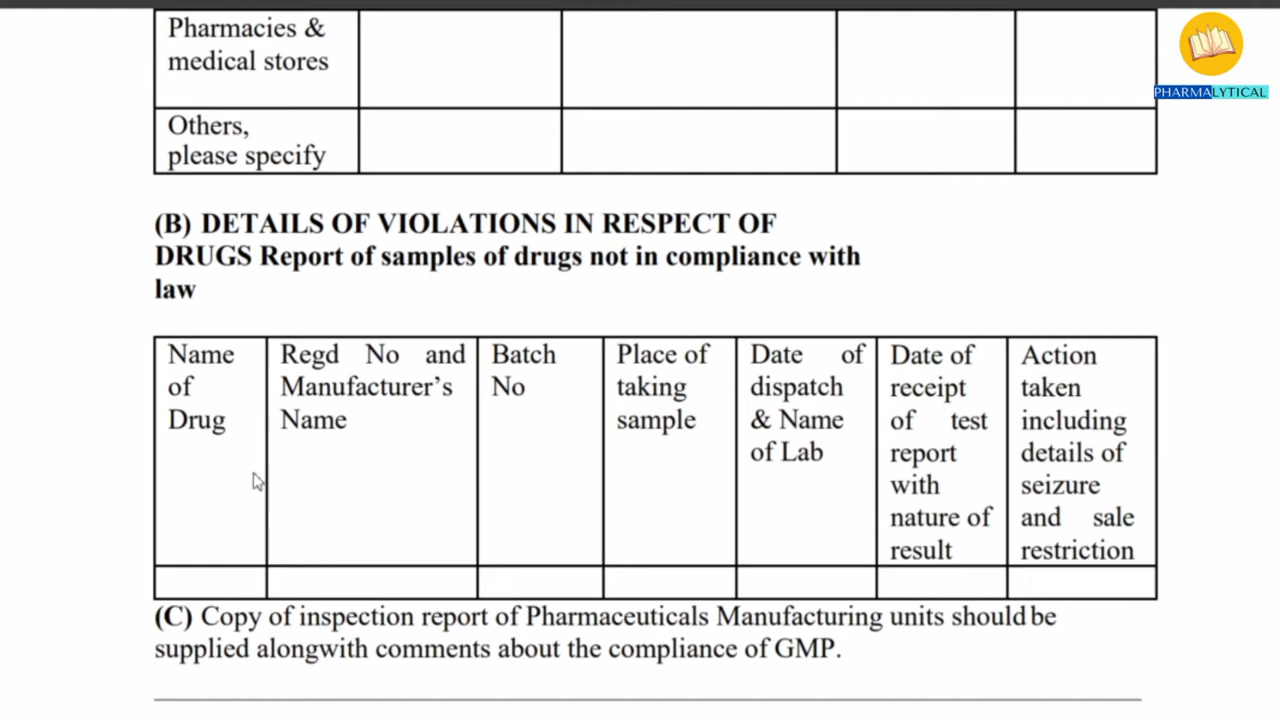 Pharmacies &
medical stores
PHARMALYTICAL
Others,
please specify
(B) DETAILS OF VIOLATIONS IN RESPECT OF
DRUGS Report of samples of drugs not in compliance with
law
Name
of
Drug
Regd No and
Manufacturer’s
Name
Batch
No
Place of
taking
sample
Date of
dispatch
& Name
of Lab
Date of
receipt
of test
report
with
nature of
result
Action
taken
including
details of
seizure
and sale
restriction
(C) Copy of inspection report of Pharmaceuticals Manufacturing units should be
supplied alongwith comments about the compliance of GMP.